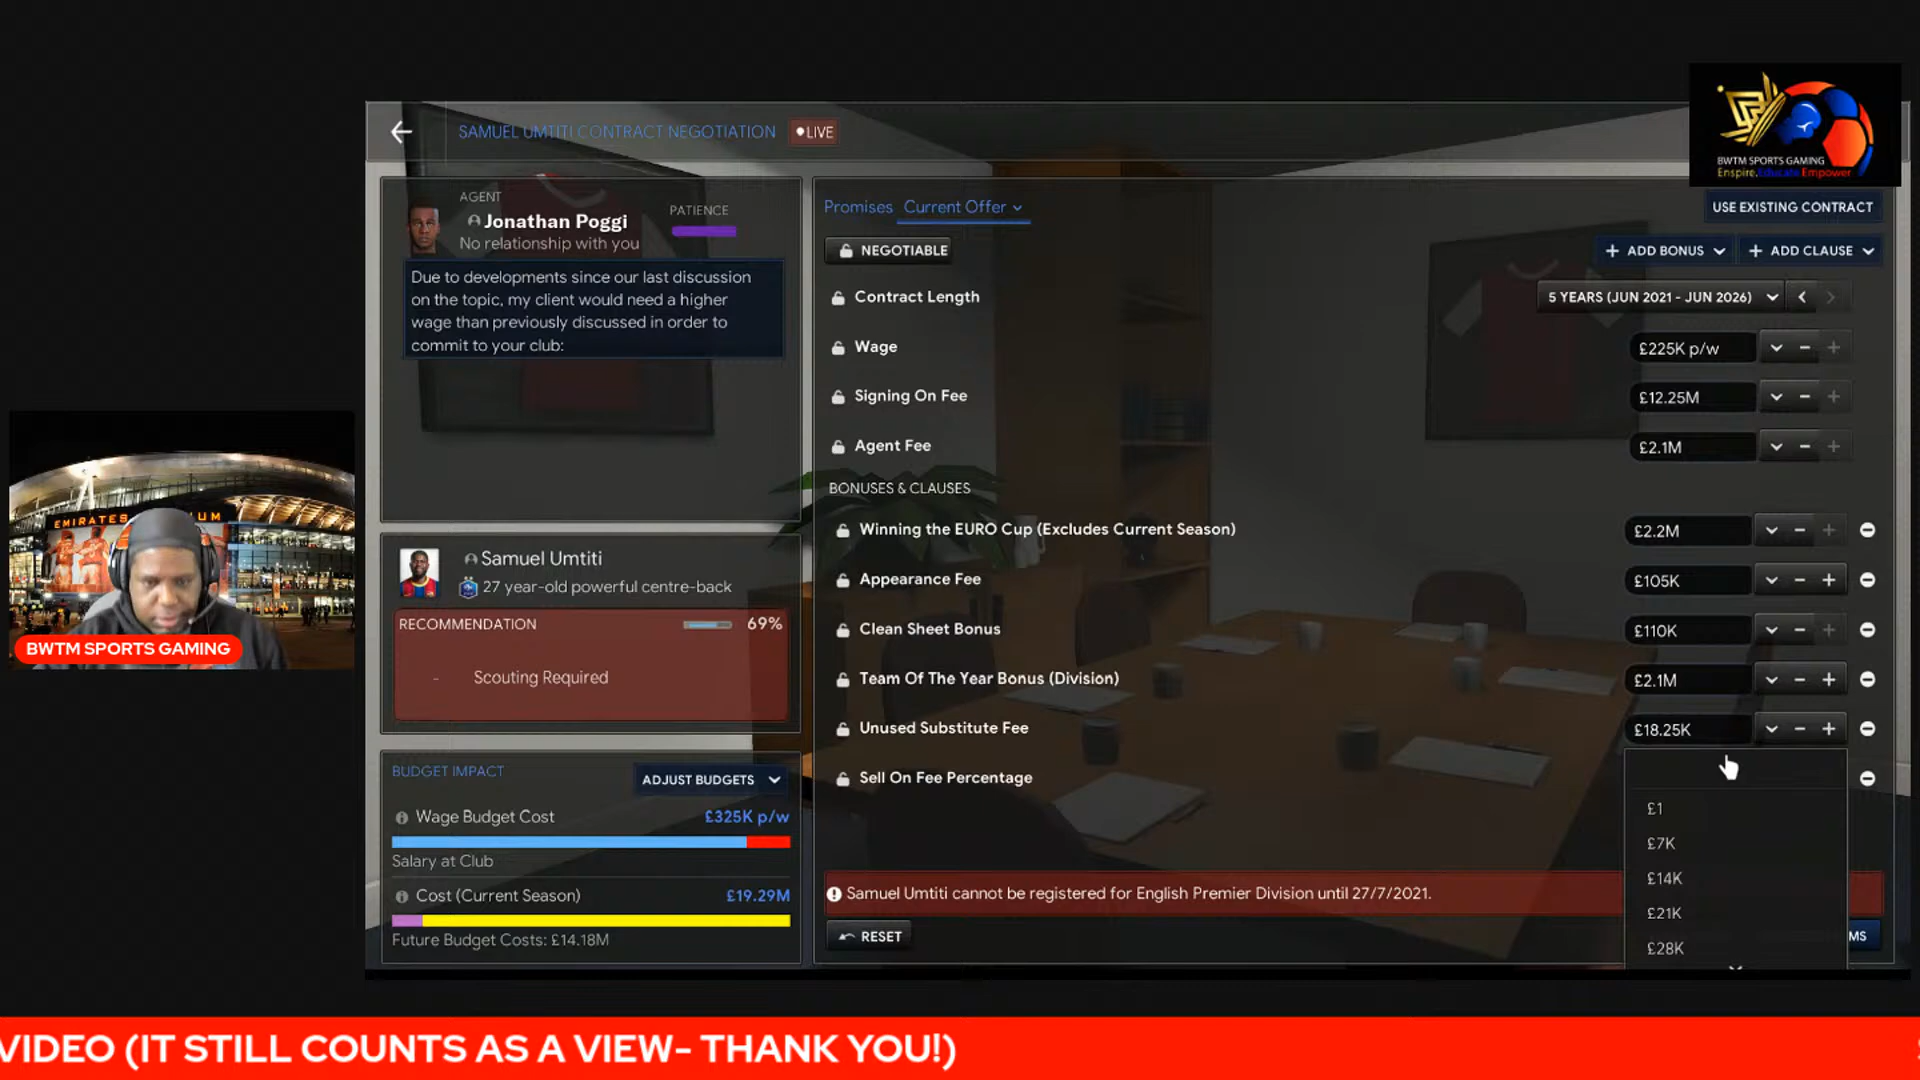 BWTM SPORTS GAMING
Enspire.Educate.Empower
SAMUEL UMTITI CONTRACT NEGOTIATION
LIVE
AGENT
Jonathan Poggi
No relationship with you
PATIENCE
Due to developments since our last discussion
on the topic, my client would need a higher
wage than previously discussed in order to
commit to your club:
Promises Current Offer
USE EXISTING CONTRACT
NEGOTIABLE
+ ADD BONUS
+ ADD CLAUSE
Contract Length
5 YEARS (JUN 2021 - JUN 2026)
Wage
£225K p/w
Signing On Fee
£12.25M
Agent Fee
£2.1M
BONUSES & CLAUSES
Winning the EURO Cup (Excludes Current Season)
£2.2M
Appearance Fee
£105K
Clean Sheet Bonus
£110K
Team Of The Year Bonus (Division)
£2.1M
Unused Substitute Fee
£18.25K
Sell On Fee Percentage
£1
£7K
£14K
£21K
£28K
Samuel Umtiti
27 year-old powerful centre-back
RECOMMENDATION
69%
- Scouting Required
BUDGET IMPACT
ADJUST BUDGETS
Wage Budget Cost
£325K p/w
Salary at Club
Cost (Current Season)
£19.29M
Future Budget Costs: £14.18M
Samuel Umtiti cannot be registered for English Premier Division until 27/7/2021.
RESET
MS
EMIRATES
UM
BWTM SPORTS GAMING
VIDEO (IT STILL COUNTS AS A VIEW- THANK YOU!)